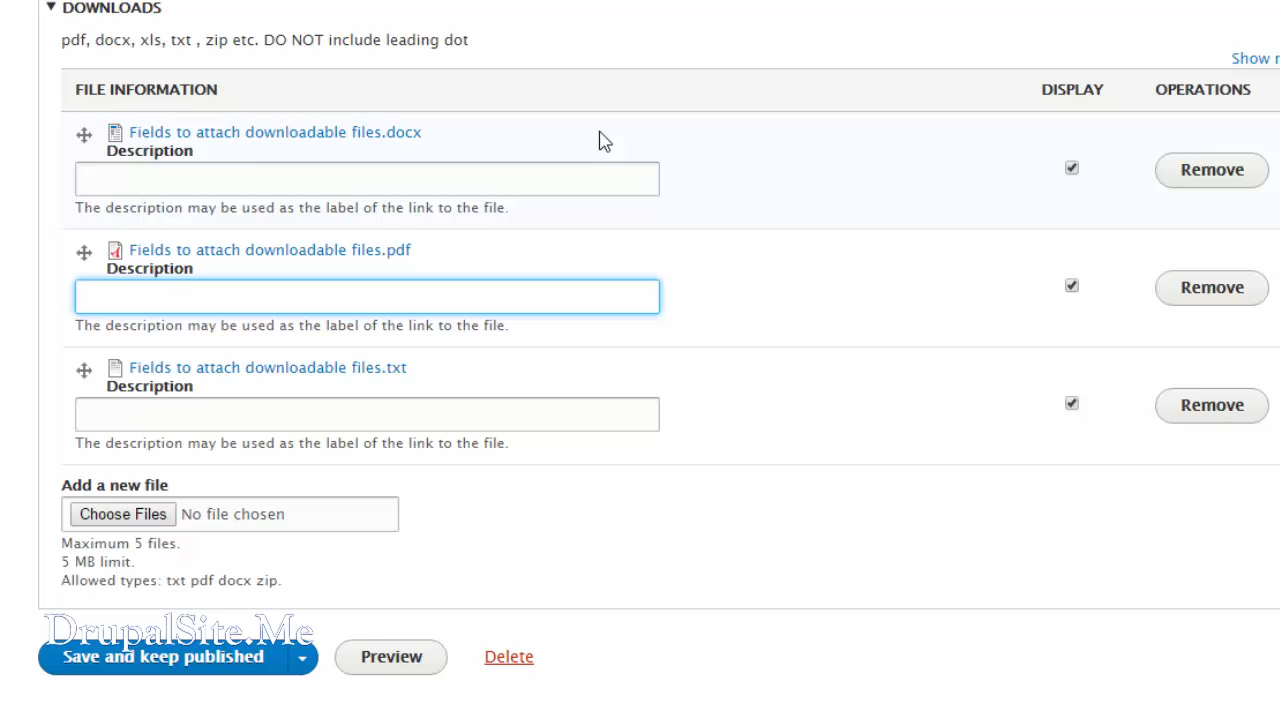 DOWNLOADS
pdf, docx, xls, txt , zip etc. DO NOT include leading dot
Show
FILE INFORMATION DISPLAY OPERATIONS
Fields to attach downloadable files.docx
Description
Remove
The description may be used as the label of the link to the file.
Fields to attach downloadable files.pdf
Description
Remove
The description may be used as the label of the link to the file.
Fields to attach downloadable files.txt
Description
Remove
The description may be used as the label of the link to the file.
Add a new file
Choose Files No file chosen
Maximum 5 files.
5 MB limit.
Allowed types: txt pdf docx zip.
DrupalSite.Me
Save and keep published Preview Delete